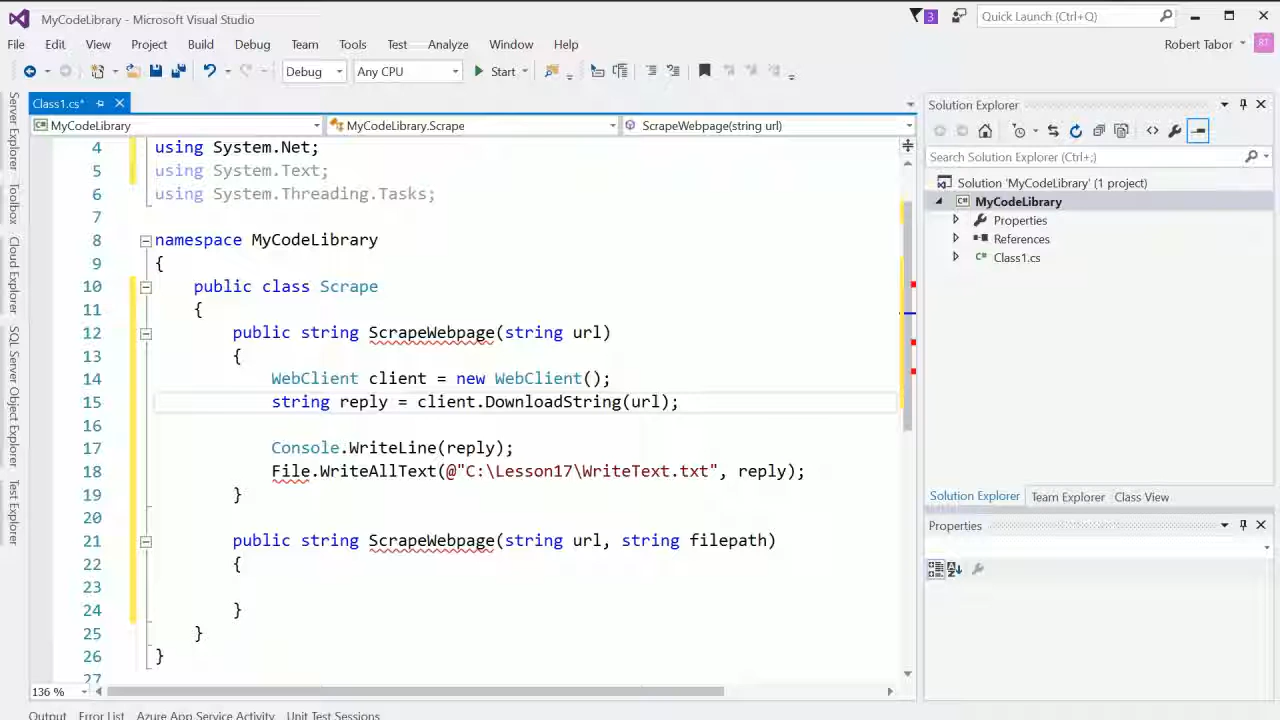 MyCodeLibrary - Microsoft Visual Studio
3
Quick Launch (Ctrl+Q)
File Edit View Project Build Debug Team Tools Test Analyze Window Help
Robert Tabor
RT
Debug Any CPU Start
Class1.cs*
Solution Explorer
MyCodeLibrary MyCodeLibrary.Scrape ScrapeWebpage(string url)
Server Explorer
Toolbox
Cloud Explorer
SQL Server Object Explorer
Test Explorer
4 using System.Net;
5 using System.Text;
6 using System.Threading.Tasks;
7
8 namespace MyCodeLibrary
9 {
10 public class Scrape
11 {
12 public string ScrapeWebpage(string url)
13 {
14 WebClient client = new WebClient();
15 string reply = client.DownloadString(url);
16
17 Console.WriteLine(reply);
18 File.WriteAllText(@"C:\Lesson17\WriteText.txt", reply);
19 }
20
21 public string ScrapeWebpage(string url, string filepath)
22 {
23
24 }
25 }
26 }
27
136 %
Search Solution Explorer (Ctrl+;)
Solution 'MyCodeLibrary' (1 project)
MyCodeLibrary
Properties
References
C# Class1.cs
Solution Explorer Team Explorer Class View
Properties
Output Error List Azure App Service Activity Unit Test Sessions